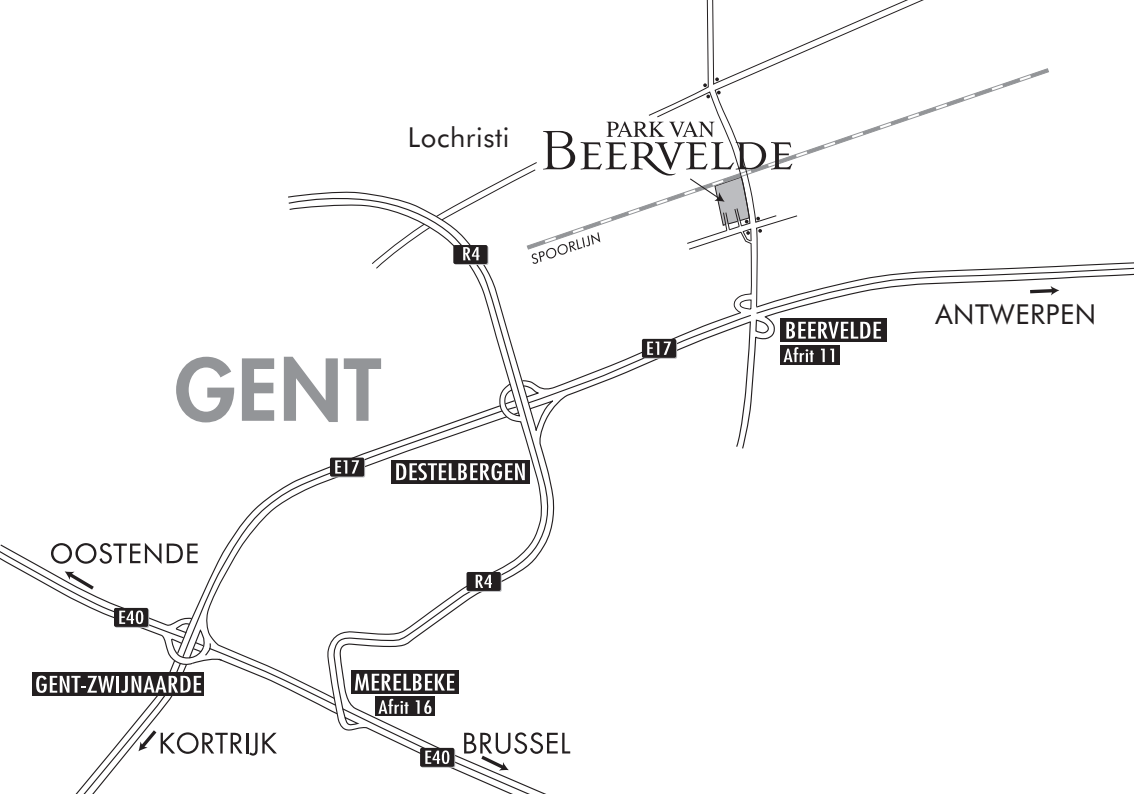 Lochristi
PARK VAN
BEERVELDE
R4
SPOORLIJN
ANTWERPEN
BEERVELDE
Afrit 11
E17
GENT
E17
DESTELBERGEN
OOSTENDE
R4
E40
GENT-ZWIJNAARDE
MERELBEKE
Afrit 16
KORTRIJK
BRUSSEL
E40